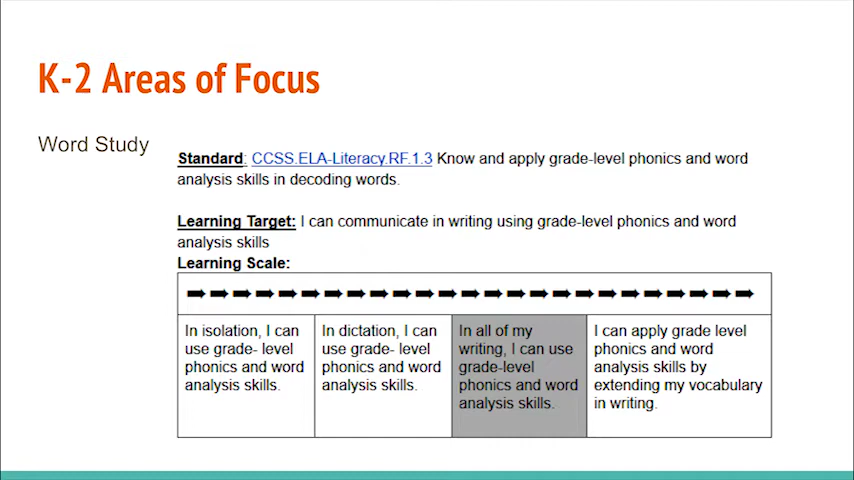 K-2 Areas of Focus
Word Study
Standard: CCSS.ELA-Literacy.RF.1.3 Know and apply grade-level phonics and word
analysis skills in decoding words.
Learning Target: I can communicate in writing using grade-level phonics and word
analysis skills
Learning Scale:
In isolation, I can
use grade- level
phonics and word
analysis skills.
In dictation, I can
use grade- level
phonics and word
analysis skills.
In all of my
writing, I can use
grade-level
phonics and word
analysis skills.
I can apply grade level
phonics and word
analysis skills by
extending my vocabulary
in writing.